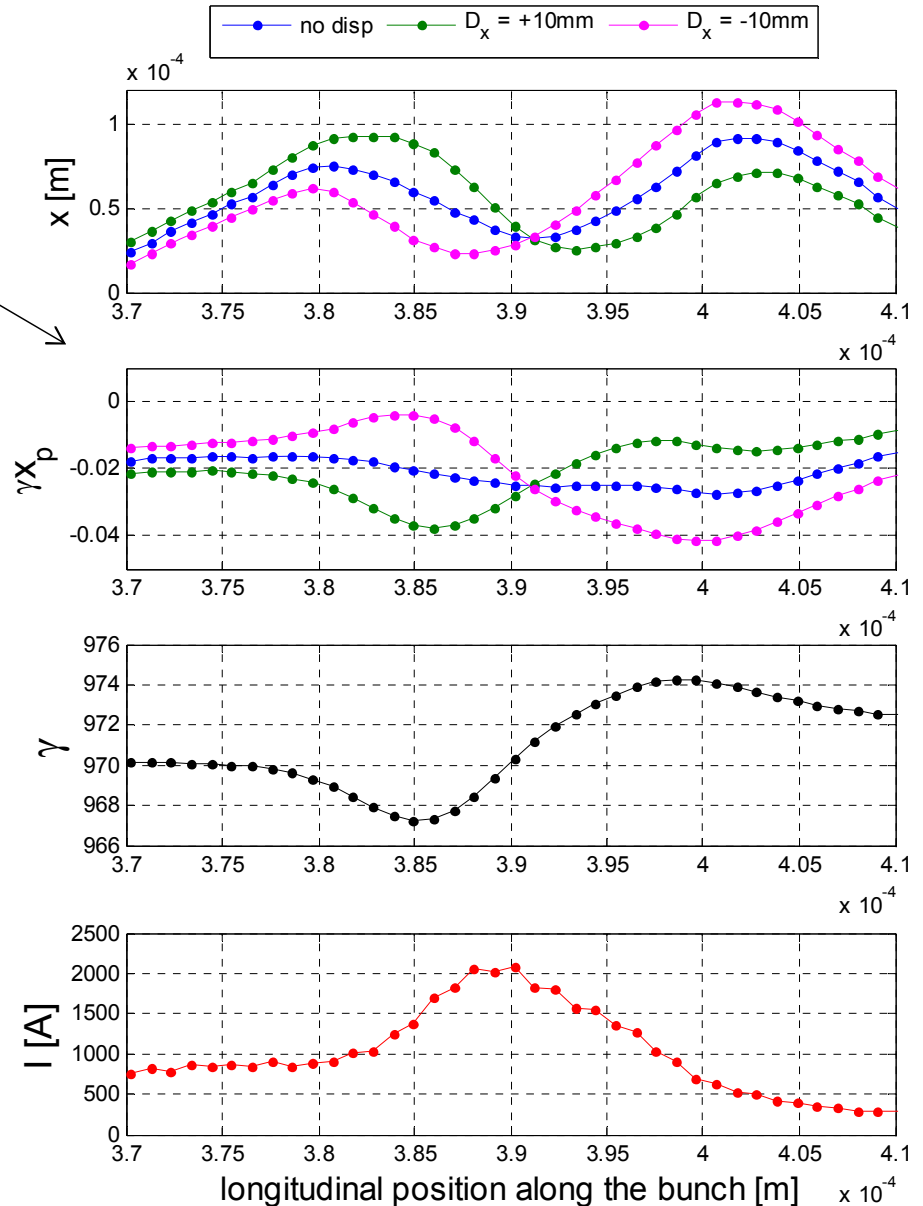 no disp D_x = +10mm D_x = -10mm
x 10^-4
1
0.5
0
x [m]
3.7 3.75 3.8 3.85 3.9 3.95 4 4.05 4.1
x 10^-4
0
-0.02
-0.04
γx_p
3.7 3.75 3.8 3.85 3.9 3.95 4 4.05 4.1
x 10^-4
976
974
972
970
968
966
γ
3.7 3.75 3.8 3.85 3.9 3.95 4 4.05 4.1
x 10^-4
2500
2000
1500
1000
500
0
I [A]
3.7 3.75 3.8 3.85 3.9 3.95 4 4.05 4.1
longitudinal position along the bunch [m] x 10^-4